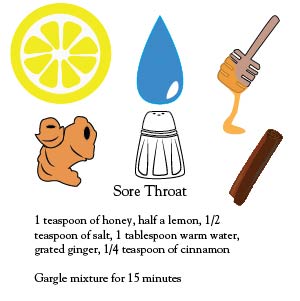 Sore Throat
1 teaspoon of honey, half a lemon, 1/2
teaspoon of salt, 1 tablespoon warm water,
grated ginger, 1/4 teaspoon of cinnamon
Gargle mixture for 15 minutes